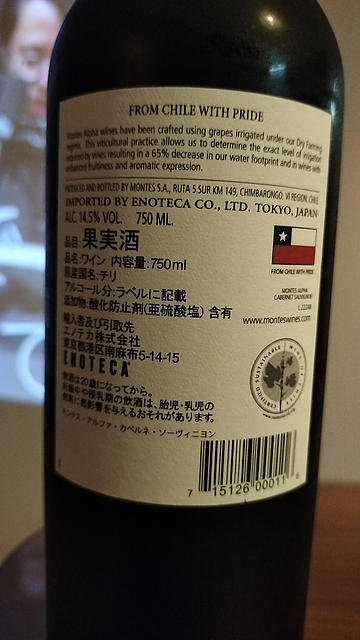 FROM CHILE WITH PRIDE
Montes Alpha wines have been crafted using grapes irrigated under our Dry Farming
regime. This viticultural practice allows us to determine the exact level of irrigation
required by vines resulting in a 65% decrease in our water footprint and in wines with
enhanced fruitiness and aromatic expression.
PRODUCED AND BOTTLED BY MONTES S.A., RUTA 5 SUR KM 149, CHIMBARONGO, VI REGION, CHILE
IMPORTED BY ENOTECA CO., LTD. TOKYO, JAPAN
ALC. 14.5% VOL. 750 ML.
品目:果実酒
品名:ワイン 内容量:750ml
原産国名:チリ
アルコール分:ラベルに記載
添加物:酸化防止剤(亜硫酸塩) 含有
輸入者及び引取先
エノテカ株式会社
東京都港区南麻布5-14-15
ENOTECA
飲酒は20歳になってから。
妊娠中や授乳期の飲酒は、胎児・乳児の
発育に悪影響を与えるおそれがあります。
モンテス・アルファ・カベルネ・ソーヴィニヨン
FROM CHILE WITH PRIDE
MONTES ALPHA
CABERNET SAUVIGNON
www.monteswines.com
CERTIFIED SUSTAINABLE WINE OF CHILE
7 15126 00011 6